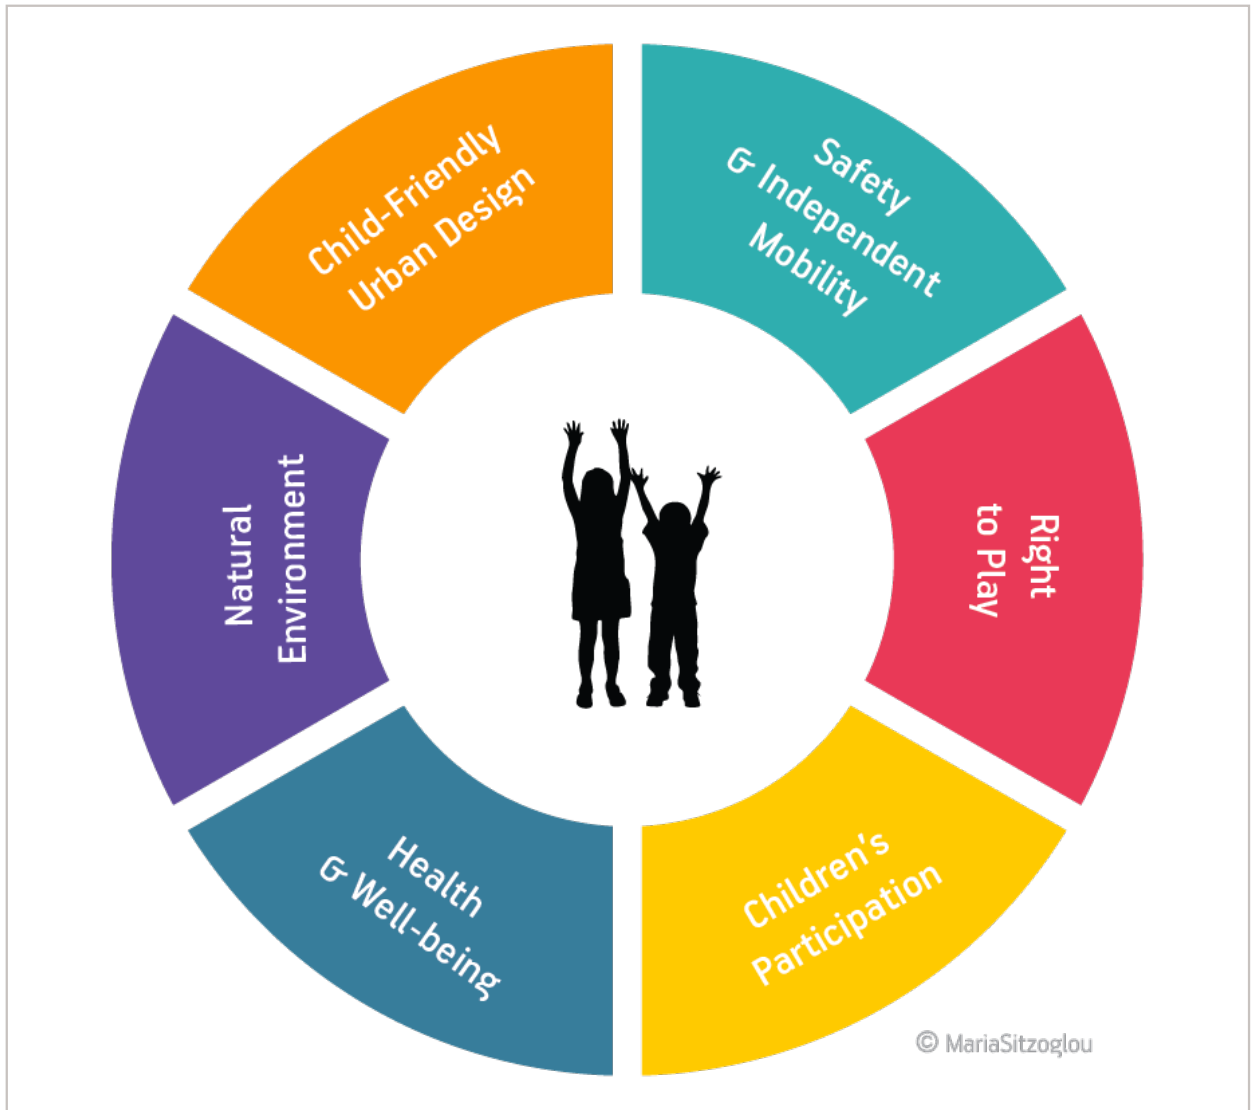 Child-Friendly
Urban Design
Safety
& Independent
Mobility
Natural
Environment
Right
to Play
Health
& Well-being
Children's
Participation
© MariaSitzoglou